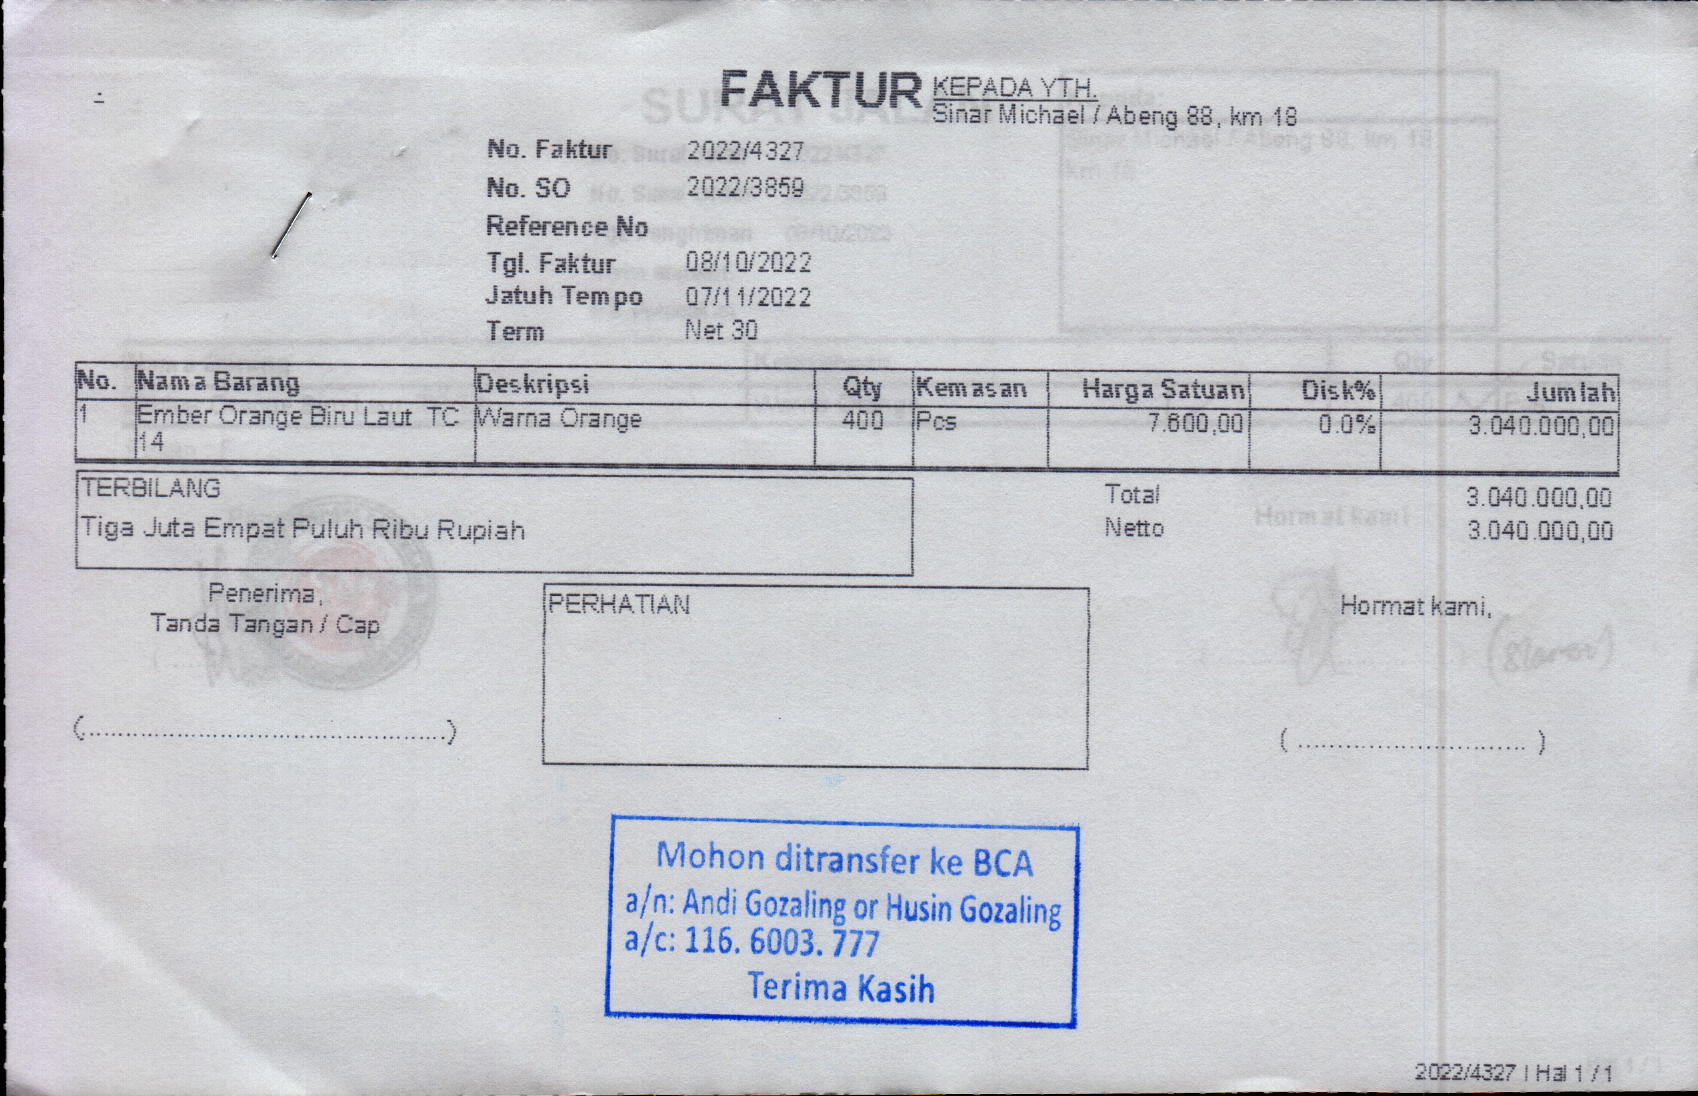 FAKTUR
KEPADA YTH.
Sinar Michael / Abeng 88, km 18
No. Faktur 2022/4327
No. SO 2022/3859
Reference No
Tgl. Faktur 08/10/2022
Jatuh Tempo 07/11/2022
Term Net 30
No. Nama Barang Deskripsi Qty Kemasan Harga Satuan Disk% Jumlah
1 Ember Orange Biru Laut TC Warna Orange 400 Pcs 7.600,00 0.0% 3.040.000,00
14
TERBILANG
Tiga Juta Empat Puluh Ribu Rupiah
Total 3.040.000,00
Netto 3.040.000,00
Penerima,
Tanda Tangan / Cap
PERHATIAN
Hormat kami,
(..............................................)
( ............................. )
Mohon ditransfer ke BCA
a/n: Andi Gozaling or Husin Gozaling
a/c: 116. 6003. 777
Terima Kasih
2022/4327 | Hal 1 / 1